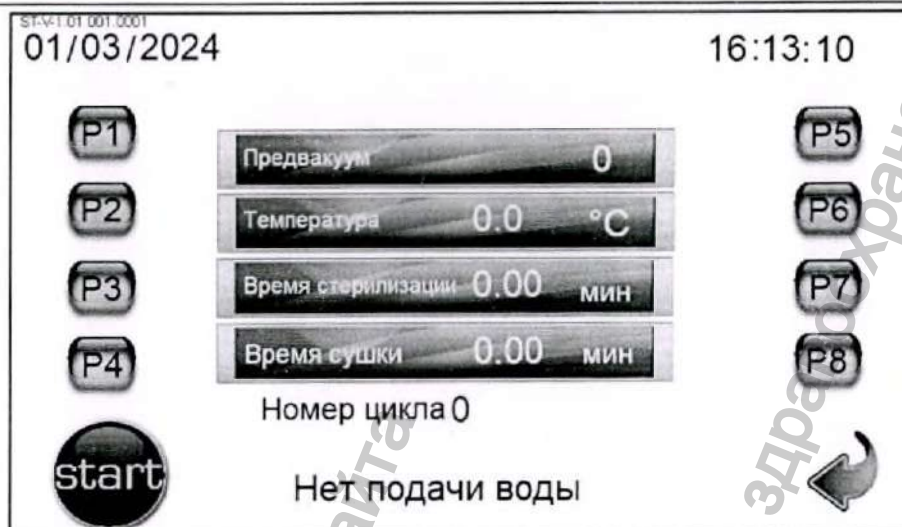 ST-V-1.01 001.0001
01/03/2024 16:13:10
P1 Предвакуум 0 P5
P2 Температура 0.0 °C P6
P3 Время стерилизации 0.00 мин P7
P4 Время сушки 0.00 мин P8
Номер цикла 0
start Нет подачи воды